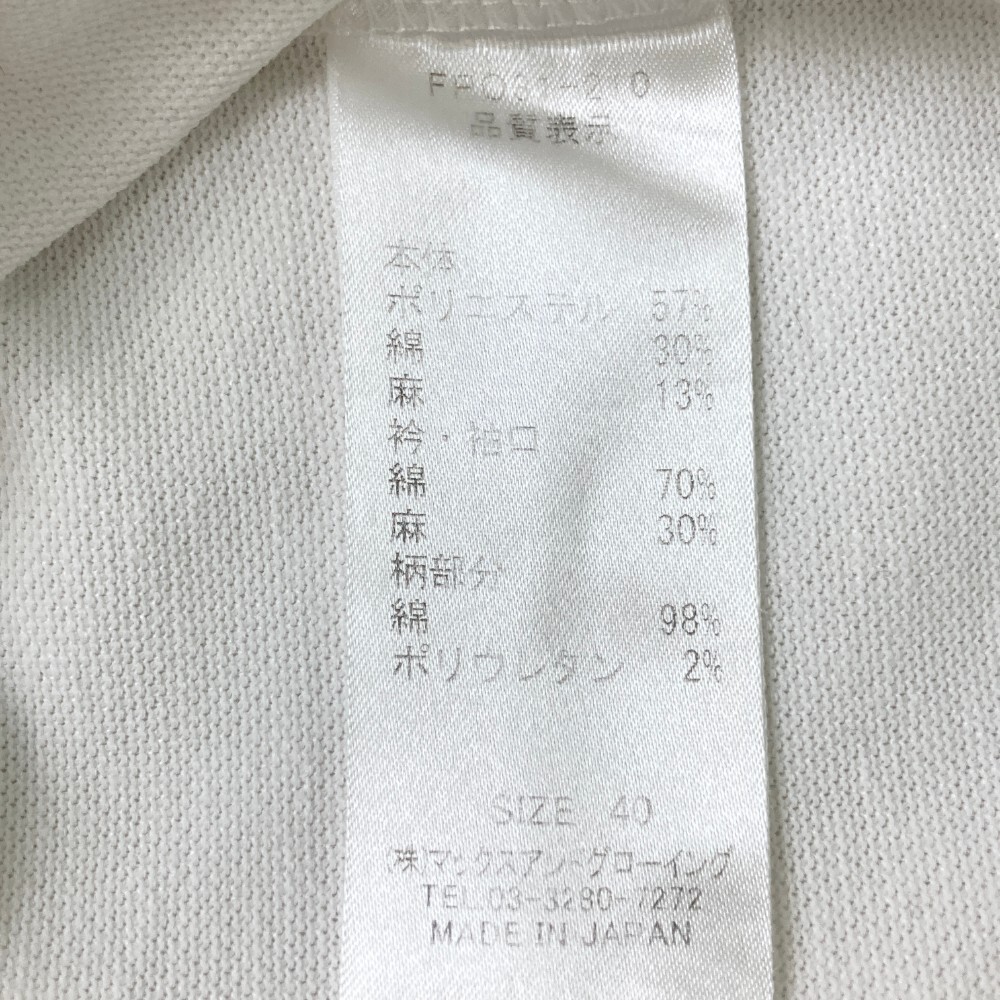 品質表示
本体
ポリエステル 57%
綿 30%
麻 13%
衿・袖口
綿 70%
麻 30%
柄部分
綿 98%
ポリウレタン 2%
SIZE 40
(株)マックスアンドグローイング
TEL.03-3280-7272
MADE IN JAPAN